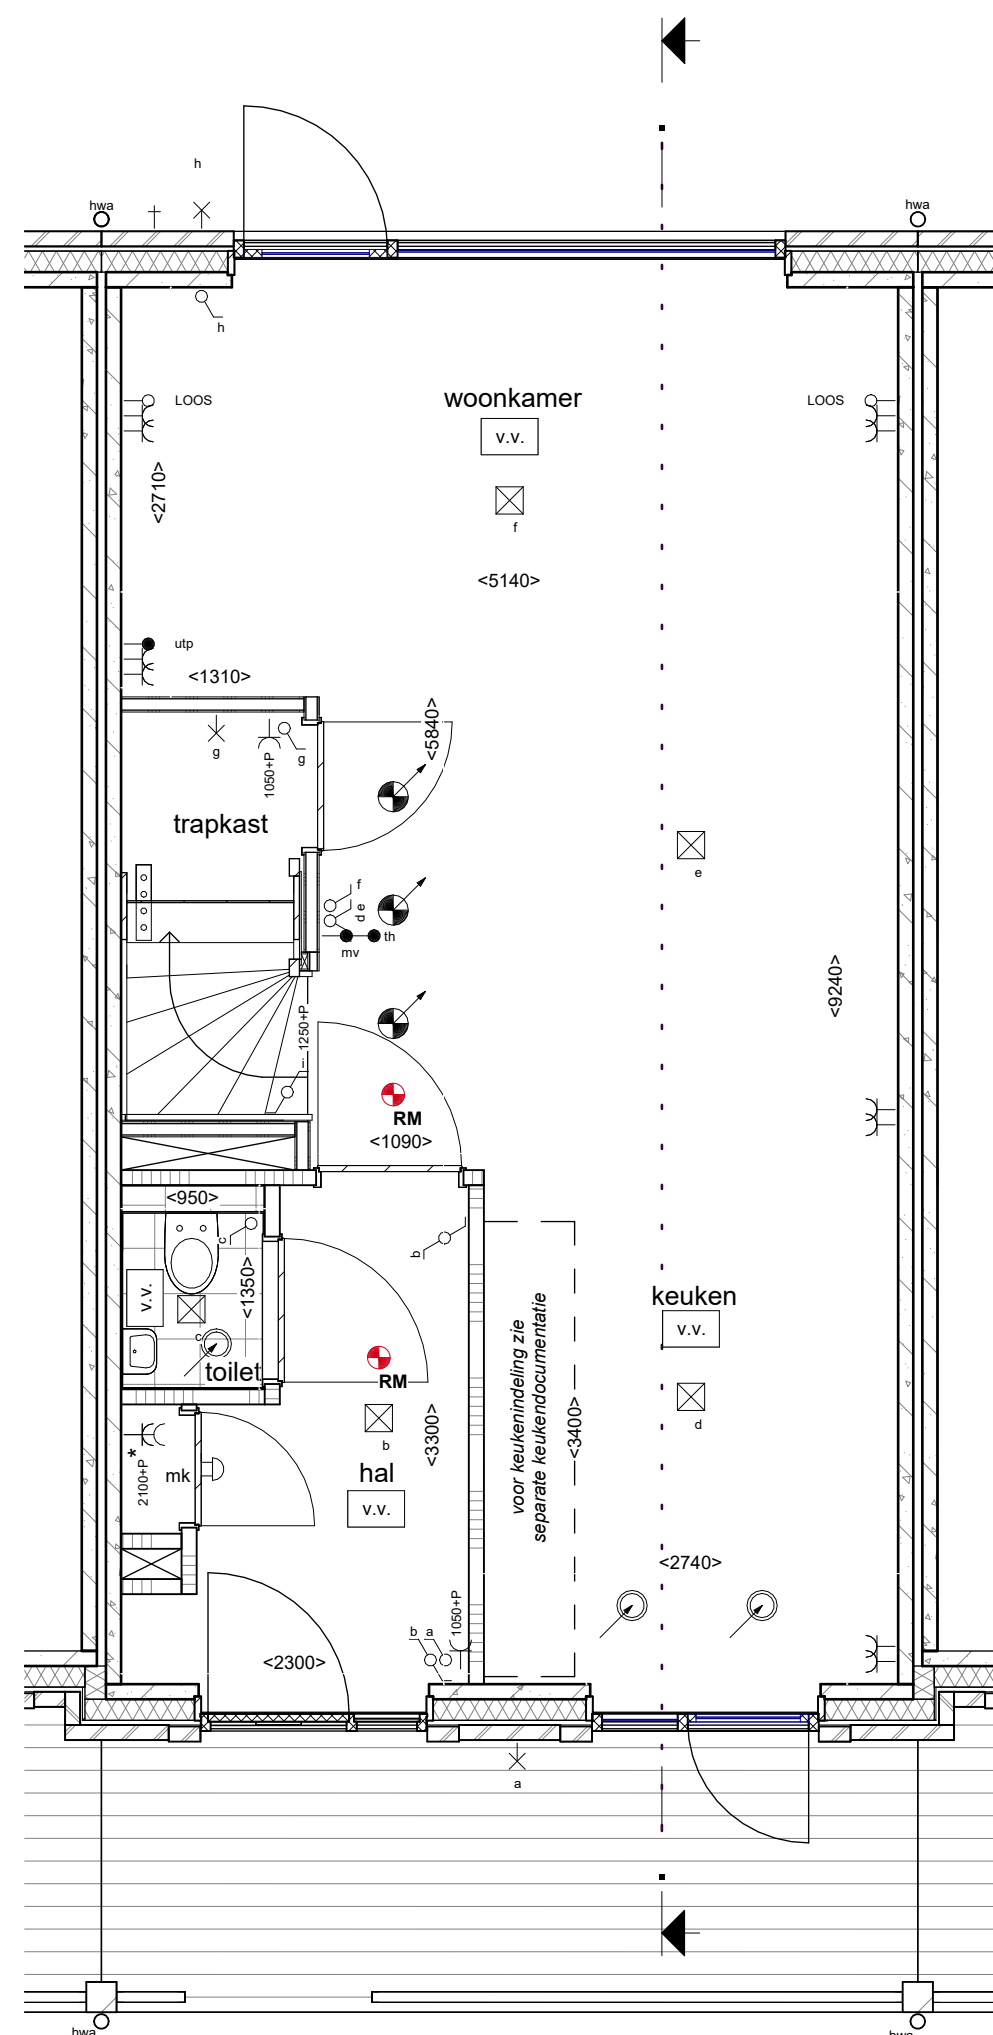 h
hwa
hwa
h
LOOS
LOOS
woonkamer
v.v.
f
<2710>
<5140>
utp
<1310>
g
1050+P
g
<5840>
trapkast
f
d e
th
mv
e
<9240>
1250+P
i
RM
<1090>
<950>
c
b
<1350>
v.v.
c
toilet
keuken
v.v.
voor keukenindeling zie
separate keukendocumentatie
<3400>
RM
b
<3300>
d
hal
v.v.
2100+P
*
mk
<2740>
1050+P
b a
<2300>
a
hwa
hwa